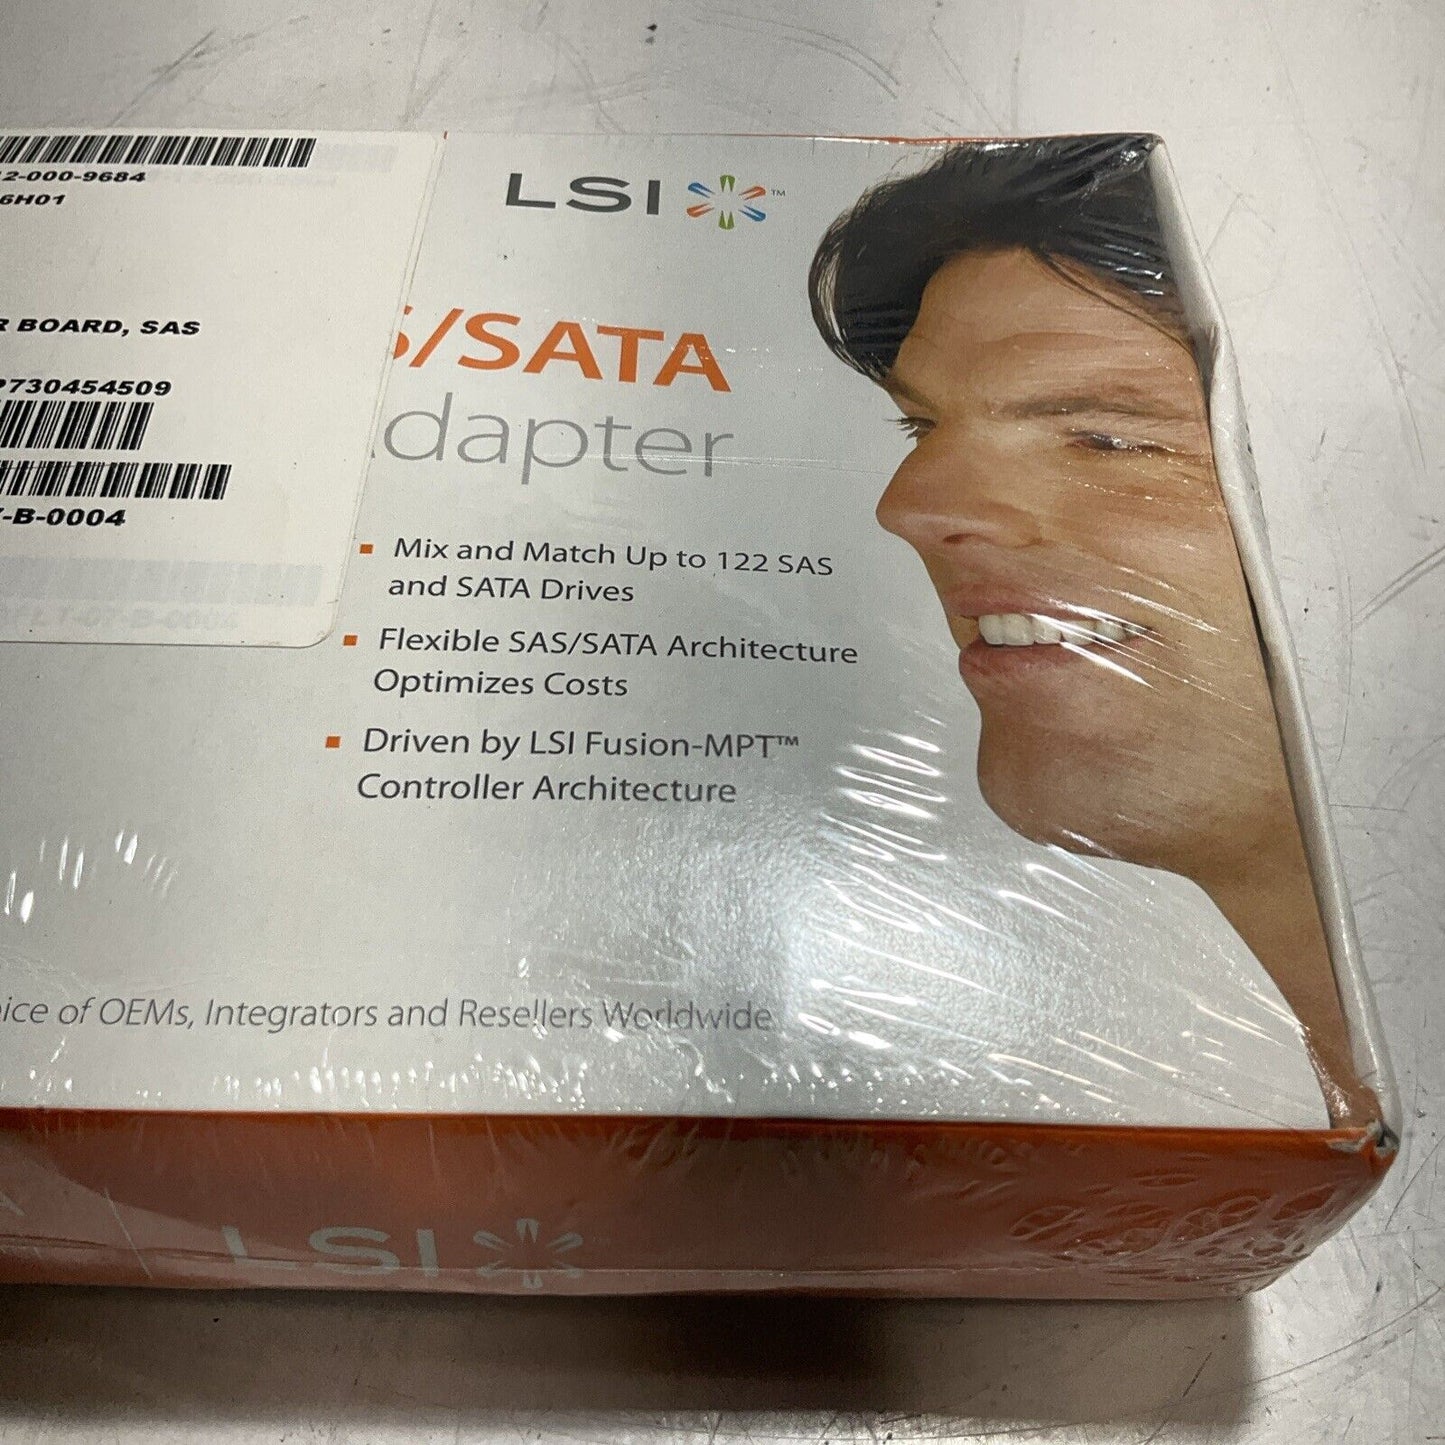 2-000-9684
6H01
R BOARD, SAS
2730454509
-B-0004
LSI ™
S/SATA
dapter
Mix and Match Up to 122 SAS
and SATA Drives
Flexible SAS/SATA Architecture
Optimizes Costs
Driven by LSI Fusion-MPT™
Controller Architecture
ice of OEMs, Integrators and Resellers Worldwide
LSI